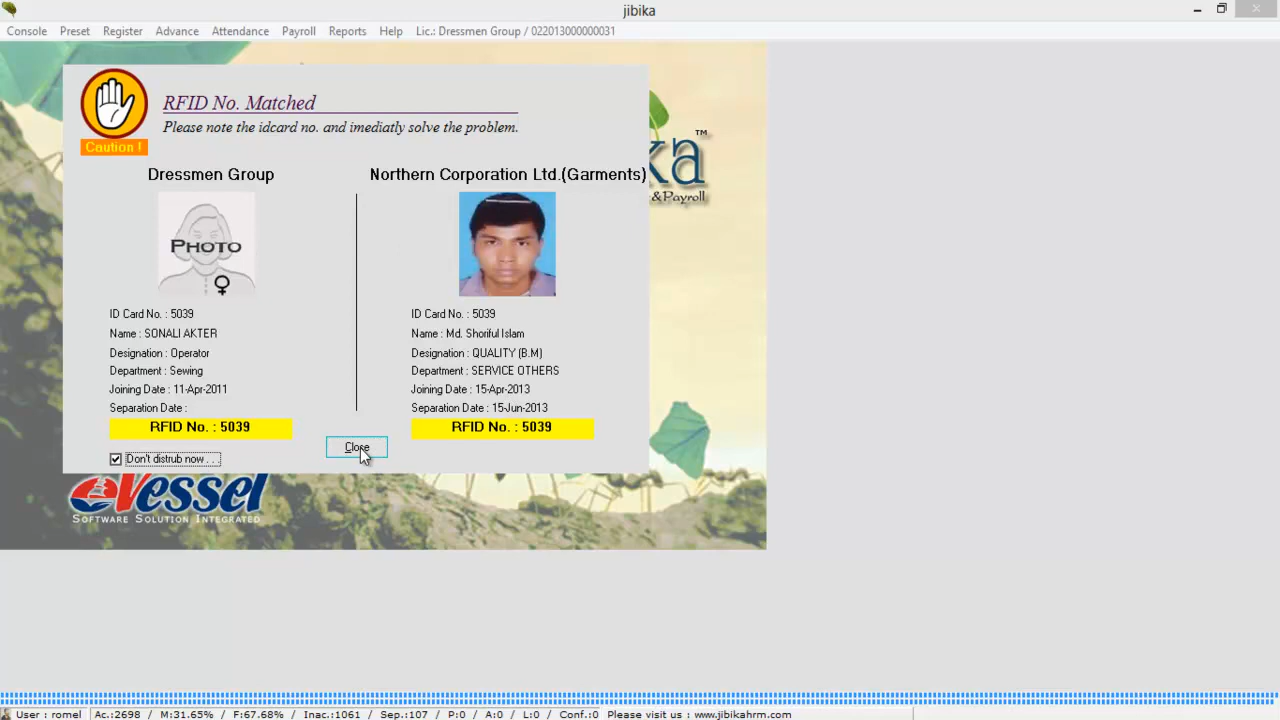 jibika
Console Preset Register Advance Attendance Payroll Reports Help Lic.: Dressmen Group / 022013000000031
RFID No. Matched
Please note the idcard no. and imediatly solve the problem.
Caution !
Dressmen Group
Northern Corporation Ltd.(Garments)
ka
TM
&Payroll
PHOTO
ID Card No. : 5039
Name : SONALI AKTER
Designation : Operator
Department : Sewing
Joining Date : 11-Apr-2011
Separation Date :
RFID No. : 5039
ID Card No. : 5039
Name : Md. Shoriful Islam
Designation : QUALITY (B.M)
Department : SERVICE OTHERS
Joining Date : 15-Apr-2013
Separation Date : 15-Jun-2013
RFID No. : 5039
Close
Don't distrub now . . .
eVessel
SOFTWARE SOLUTION INTEGRATED
User : romel Ac.:2698 / M:31.65% / F:67.68% / Inac.:1061 / Sep.:107 / P:0 / A:0 / L:0 / Conf.:0 Please visit us : www.jibikahrm.com